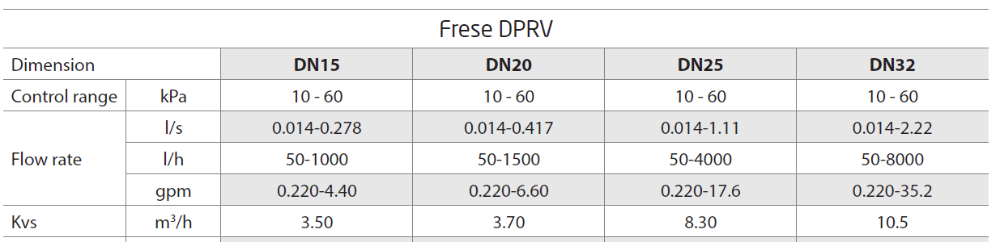 Frese DPRV
Dimension DN15 DN20 DN25 DN32
Control range kPa 10 - 60 10 - 60 10 - 60 10 - 60
Flow rate l/s 0.014-0.278 0.014-0.417 0.014-1.11 0.014-2.22
l/h 50-1000 50-1500 50-4000 50-8000
gpm 0.220-4.40 0.220-6.60 0.220-17.6 0.220-35.2
Kvs m³/h 3.50 3.70 8.30 10.5